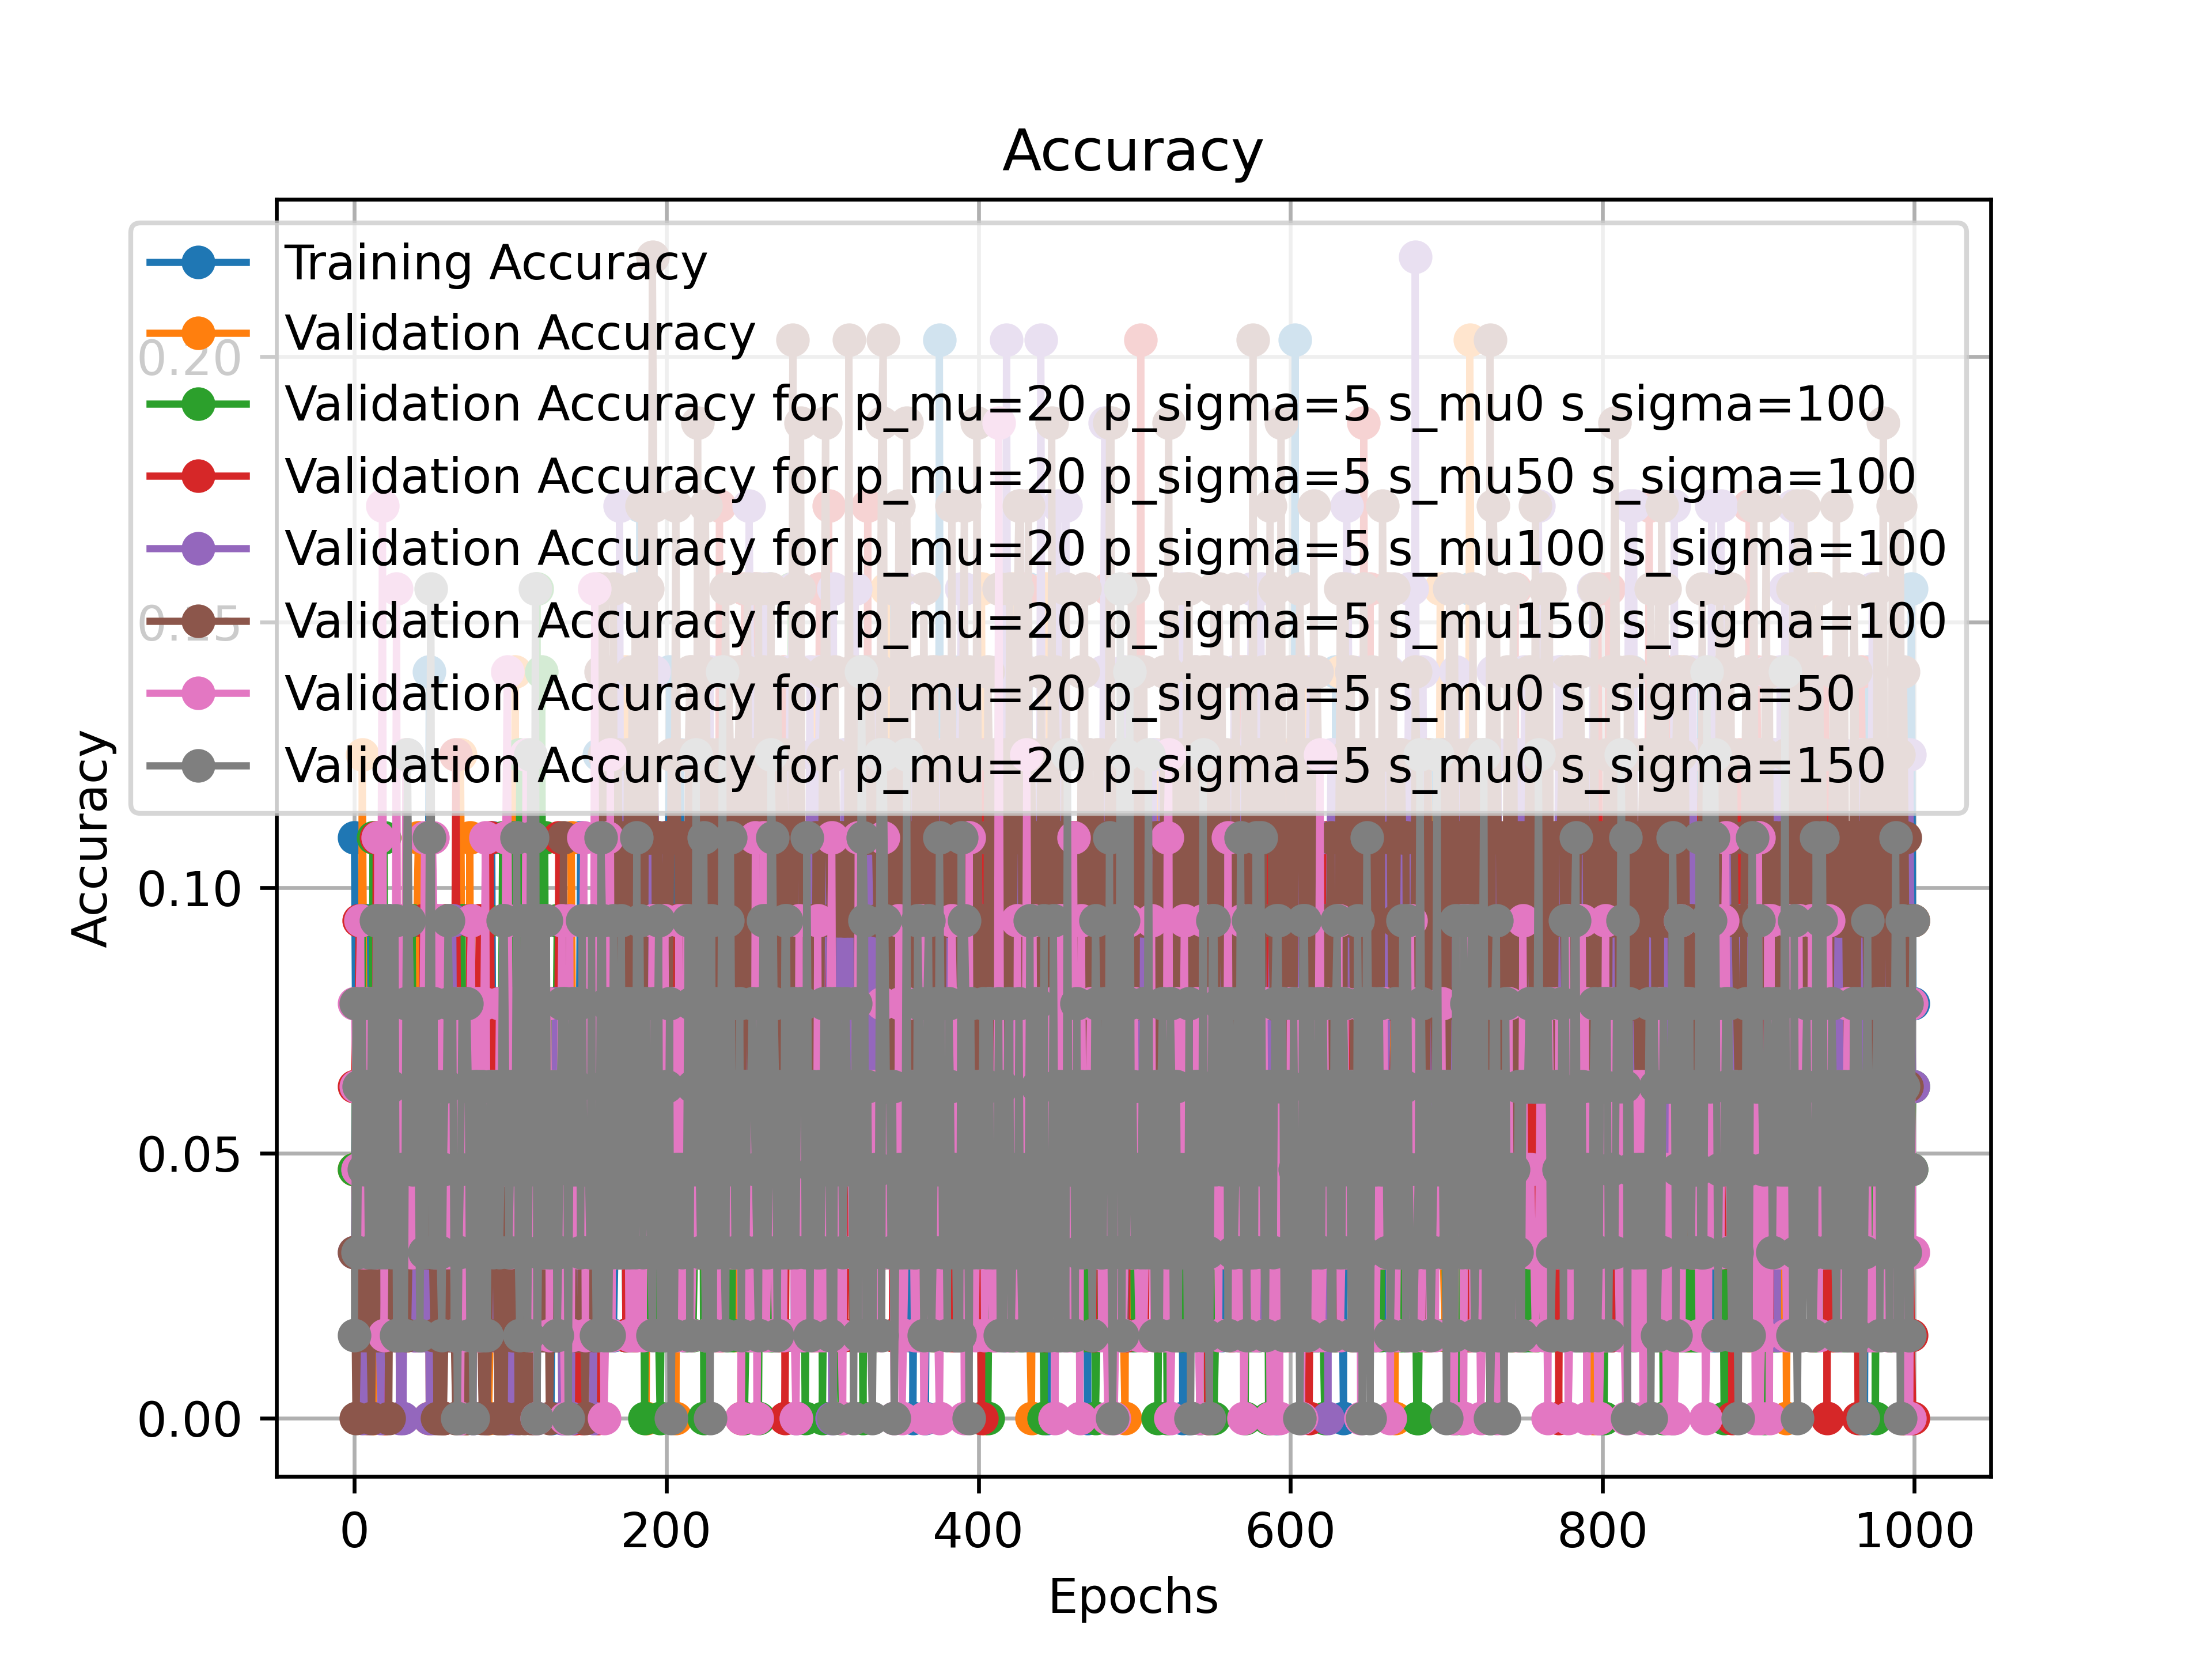 Accuracy
Training Accuracy
Validation Accuracy
Validation Accuracy for p_mu=20 p_sigma=5 s_mu0 s_sigma=100
Validation Accuracy for p_mu=20 p_sigma=5 s_mu50 s_sigma=100
Validation Accuracy for p_mu=20 p_sigma=5 s_mu100 s_sigma=100
Validation Accuracy for p_mu=20 p_sigma=5 s_mu150 s_sigma=100
Validation Accuracy for p_mu=20 p_sigma=5 s_mu0 s_sigma=50
Validation Accuracy for p_mu=20 p_sigma=5 s_mu0 s_sigma=150
0.20
0.15
0.10
0.05
0.00
Accuracy
0 200 400 600 800 1000
Epochs